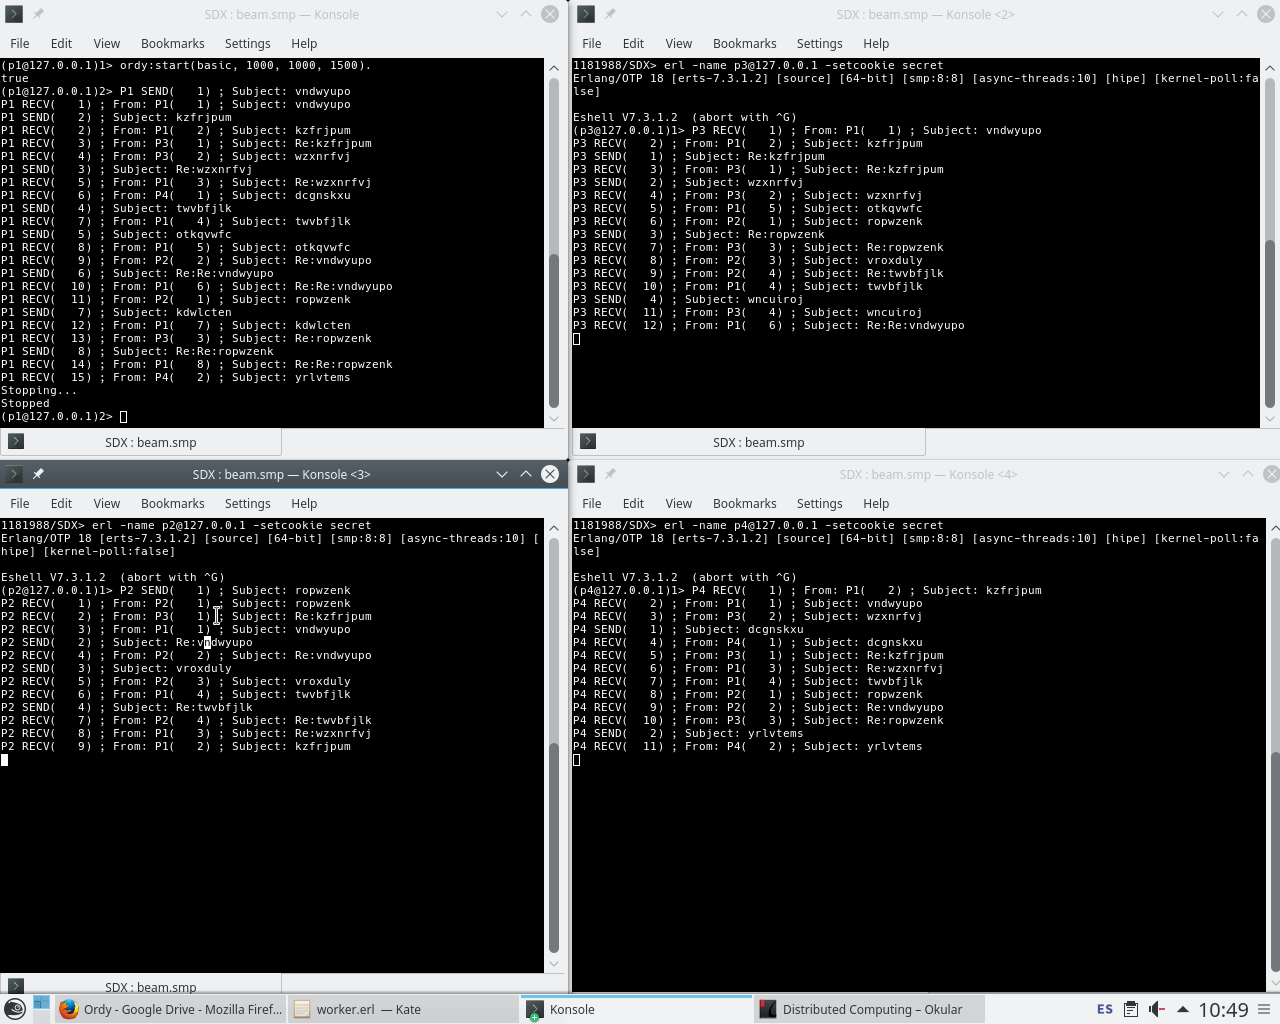 SDX : beam.smp — Konsole
File Edit View Bookmarks Settings Help
(p1@127.0.0.1)1> ordy:start(basic, 1000, 1000, 1500).
true
(p1@127.0.0.1)2> P1 SEND(   1) ; Subject: vndwyupo
P1 RECV(   1) ; From: P1(   1) ; Subject: vndwyupo
P1 SEND(   2) ; Subject: kzfrjpum
P1 RECV(   2) ; From: P1(   2) ; Subject: kzfrjpum
P1 RECV(   3) ; From: P3(   1) ; Subject: Re:kzfrjpum
P1 RECV(   4) ; From: P3(   2) ; Subject: wzxnrfvj
P1 SEND(   3) ; Subject: Re:wzxnrfvj
P1 RECV(   5) ; From: P1(   3) ; Subject: Re:wzxnrfvj
P1 RECV(   6) ; From: P4(   1) ; Subject: dcgnskxu
P1 SEND(   4) ; Subject: twvbfjlk
P1 RECV(   7) ; From: P1(   4) ; Subject: twvbfjlk
P1 SEND(   5) ; Subject: otkqvwfc
P1 RECV(   8) ; From: P1(   5) ; Subject: otkqvwfc
P1 RECV(   9) ; From: P2(   2) ; Subject: Re:vndwyupo
P1 SEND(   6) ; Subject: Re:Re:vndwyupo
P1 RECV(  10) ; From: P1(   6) ; Subject: Re:Re:vndwyupo
P1 RECV(  11) ; From: P2(   1) ; Subject: ropwzenk
P1 SEND(   7) ; Subject: kdwlcten
P1 RECV(  12) ; From: P1(   7) ; Subject: kdwlcten
P1 RECV(  13) ; From: P3(   3) ; Subject: Re:ropwzenk
P1 SEND(   8) ; Subject: Re:Re:ropwzenk
P1 RECV(  14) ; From: P1(   8) ; Subject: Re:Re:ropwzenk
P1 RECV(  15) ; From: P4(   2) ; Subject: yrlvtems
Stopping...
Stopped
(p1@127.0.0.1)2>
SDX : beam.smp
SDX : beam.smp — Konsole <2>
File Edit View Bookmarks Settings Help
1181988/SDX> erl -name p3@127.0.0.1 -setcookie secret
Erlang/OTP 18 [erts-7.3.1.2] [source] [64-bit] [smp:8:8] [async-threads:10] [hipe] [kernel-poll:fa
lse]
Eshell V7.3.1.2  (abort with ^G)
(p3@127.0.0.1)1> P3 RECV(   1) ; From: P1(   1) ; Subject: vndwyupo
P3 RECV(   2) ; From: P1(   2) ; Subject: kzfrjpum
P3 SEND(   1) ; Subject: Re:kzfrjpum
P3 RECV(   3) ; From: P3(   1) ; Subject: Re:kzfrjpum
P3 SEND(   2) ; Subject: wzxnrfvj
P3 RECV(   4) ; From: P3(   2) ; Subject: wzxnrfvj
P3 RECV(   5) ; From: P1(   5) ; Subject: otkqvwfc
P3 RECV(   6) ; From: P2(   1) ; Subject: ropwzenk
P3 SEND(   3) ; Subject: Re:ropwzenk
P3 RECV(   7) ; From: P3(   3) ; Subject: Re:ropwzenk
P3 RECV(   8) ; From: P2(   3) ; Subject: vroxduly
P3 RECV(   9) ; From: P2(   4) ; Subject: Re:twvbfjlk
P3 RECV(  10) ; From: P1(   4) ; Subject: twvbfjlk
P3 SEND(   4) ; Subject: wncuiroj
P3 RECV(  11) ; From: P3(   4) ; Subject: wncuiroj
P3 RECV(  12) ; From: P1(   6) ; Subject: Re:Re:vndwyupo
SDX : beam.smp
SDX : beam.smp — Konsole <3>
File Edit View Bookmarks Settings Help
1181988/SDX> erl -name p2@127.0.0.1 -setcookie secret
Erlang/OTP 18 [erts-7.3.1.2] [source] [64-bit] [smp:8:8] [async-threads:10] [
hipe] [kernel-poll:false]
Eshell V7.3.1.2  (abort with ^G)
(p2@127.0.0.1)1> P2 SEND(   1) ; Subject: ropwzenk
P2 RECV(   1) ; From: P2(   1) ; Subject: ropwzenk
P2 RECV(   2) ; From: P3(   1) ; Subject: Re:kzfrjpum
P2 RECV(   3) ; From: P1(   1) ; Subject: vndwyupo
P2 SEND(   2) ; Subject: Re:vndwyupo
P2 RECV(   4) ; From: P2(   2) ; Subject: Re:vndwyupo
P2 SEND(   3) ; Subject: vroxduly
P2 RECV(   5) ; From: P2(   3) ; Subject: vroxduly
P2 RECV(   6) ; From: P1(   4) ; Subject: twvbfjlk
P2 SEND(   4) ; Subject: Re:twvbfjlk
P2 RECV(   7) ; From: P2(   4) ; Subject: Re:twvbfjlk
P2 RECV(   8) ; From: P1(   3) ; Subject: Re:wzxnrfvj
P2 RECV(   9) ; From: P1(   2) ; Subject: kzfrjpum
SDX : beam.smp
SDX : beam.smp — Konsole <4>
File Edit View Bookmarks Settings Help
1181988/SDX> erl -name p4@127.0.0.1 -setcookie secret
Erlang/OTP 18 [erts-7.3.1.2] [source] [64-bit] [smp:8:8] [async-threads:10] [hipe] [kernel-poll:fa
lse]
Eshell V7.3.1.2  (abort with ^G)
(p4@127.0.0.1)1> P4 RECV(   1) ; From: P1(   2) ; Subject: kzfrjpum
P4 RECV(   2) ; From: P1(   1) ; Subject: vndwyupo
P4 RECV(   3) ; From: P3(   2) ; Subject: wzxnrfvj
P4 SEND(   1) ; Subject: dcgnskxu
P4 RECV(   4) ; From: P4(   1) ; Subject: dcgnskxu
P4 RECV(   5) ; From: P3(   1) ; Subject: Re:kzfrjpum
P4 RECV(   6) ; From: P1(   3) ; Subject: Re:wzxnrfvj
P4 RECV(   7) ; From: P1(   4) ; Subject: twvbfjlk
P4 RECV(   8) ; From: P2(   1) ; Subject: ropwzenk
P4 RECV(   9) ; From: P2(   2) ; Subject: Re:vndwyupo
P4 RECV(  10) ; From: P3(   3) ; Subject: Re:ropwzenk
P4 SEND(   2) ; Subject: yrlvtems
P4 RECV(  11) ; From: P4(   2) ; Subject: yrlvtems
Ordy - Google Drive - Mozilla Firef... worker.erl — Kate Konsole Distributed Computing – Okular ES 10:49